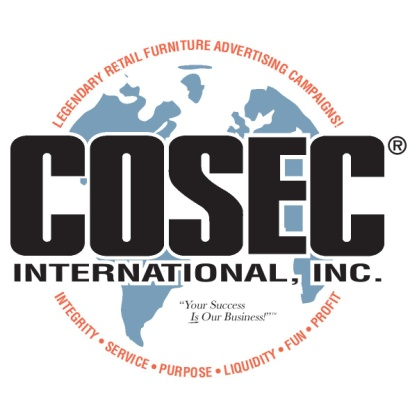 LEGENDARY RETAIL FURNITURE ADVERTISING CAMPAIGNS!
COSEC®
INTERNATIONAL, INC.
“Your Success
Is Our Business!”™
INTEGRITY • SERVICE • PURPOSE • LIQUIDITY • FUN • PROFIT